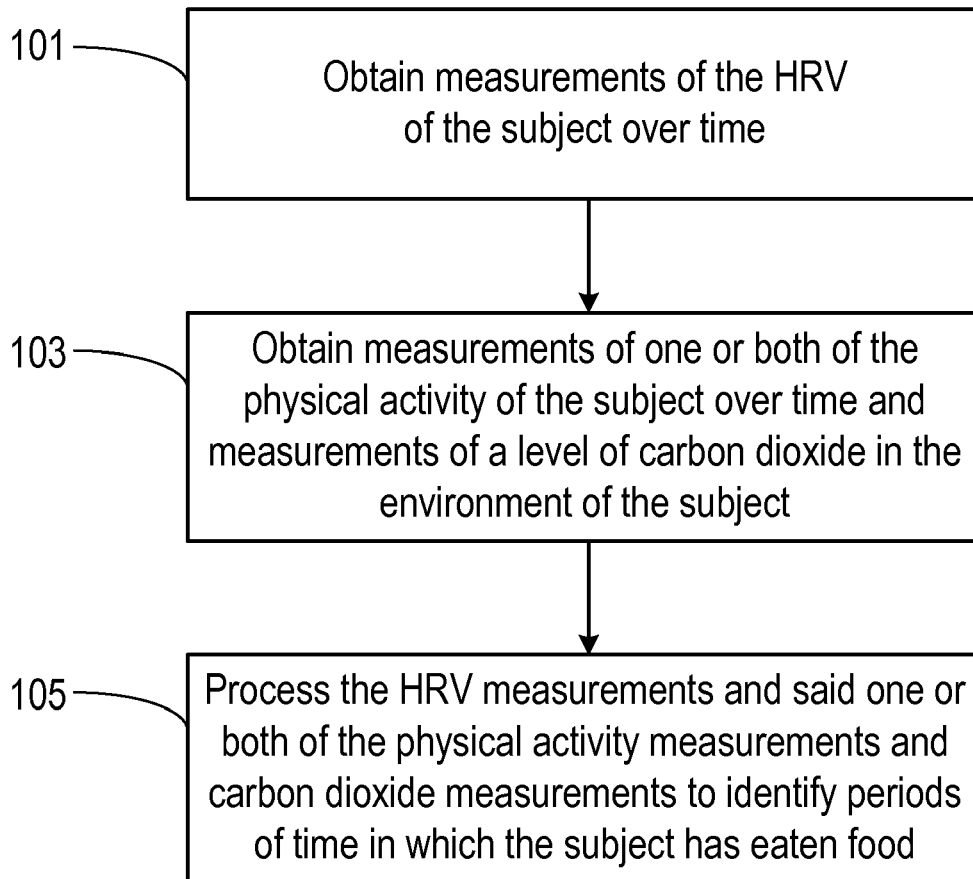 101
Obtain measurements of the HRV
of the subject over time
103
Obtain measurements of one or both of the
physical activity of the subject over time and
measurements of a level of carbon dioxide in the
environment of the subject
105
Process the HRV measurements and said one or
both of the physical activity measurements and
carbon dioxide measurements to identify periods
of time in which the subject has eaten food